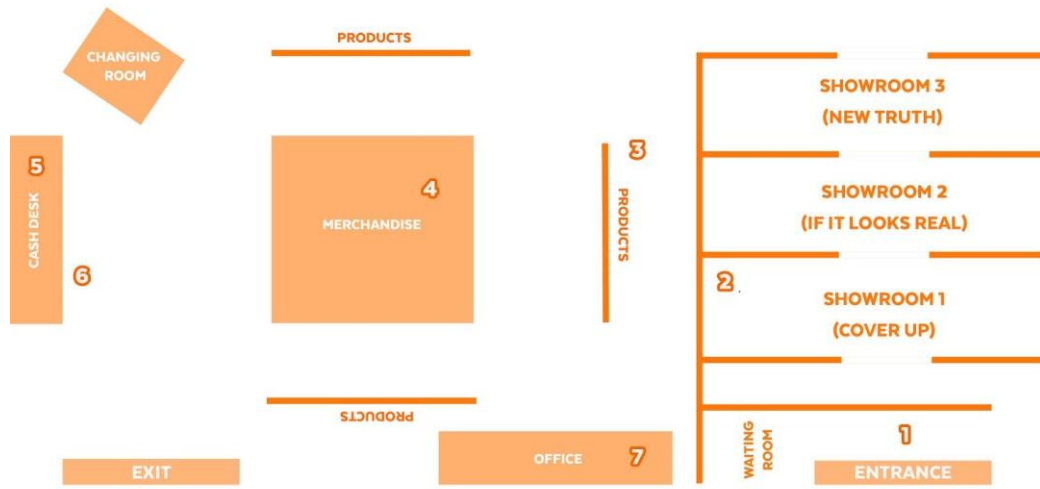 PRODUCTS
CHANGING
ROOM
SHOWROOM 3
(NEW TRUTH)
5
CASH DESK
6
4
MERCHANDISE
3
PRODUCTS
SHOWROOM 2
(IF IT LOOKS REAL)
2
SHOWROOM 1
(COVER UP)
PRODUCTS
EXIT
OFFICE
7
WAITING
ROOM
1
ENTRANCE